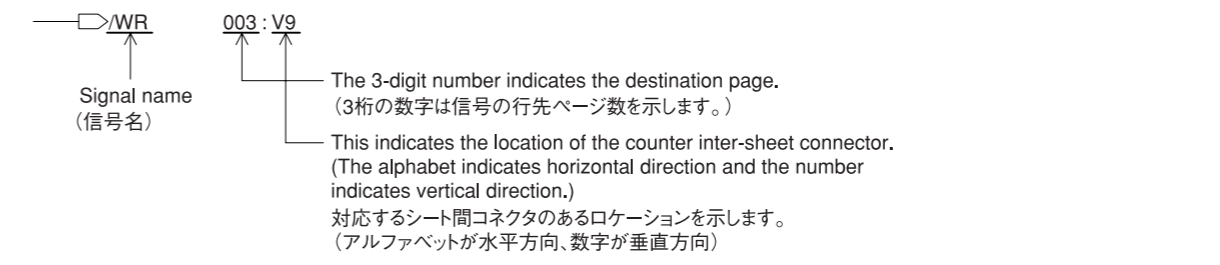 /WR 003 : V9
The 3-digit number indicates the destination page.
Signal name
（3桁の数字は信号の行先ページ数を示します。）
（信号名）
This indicates the location of the counter inter-sheet connector.
(The alphabet indicates horizontal direction and the number
indicates vertical direction.)
対応するシート間コネクタのあるロケーションを示します。
（アルファベットが水平方向、数字が垂直方向）